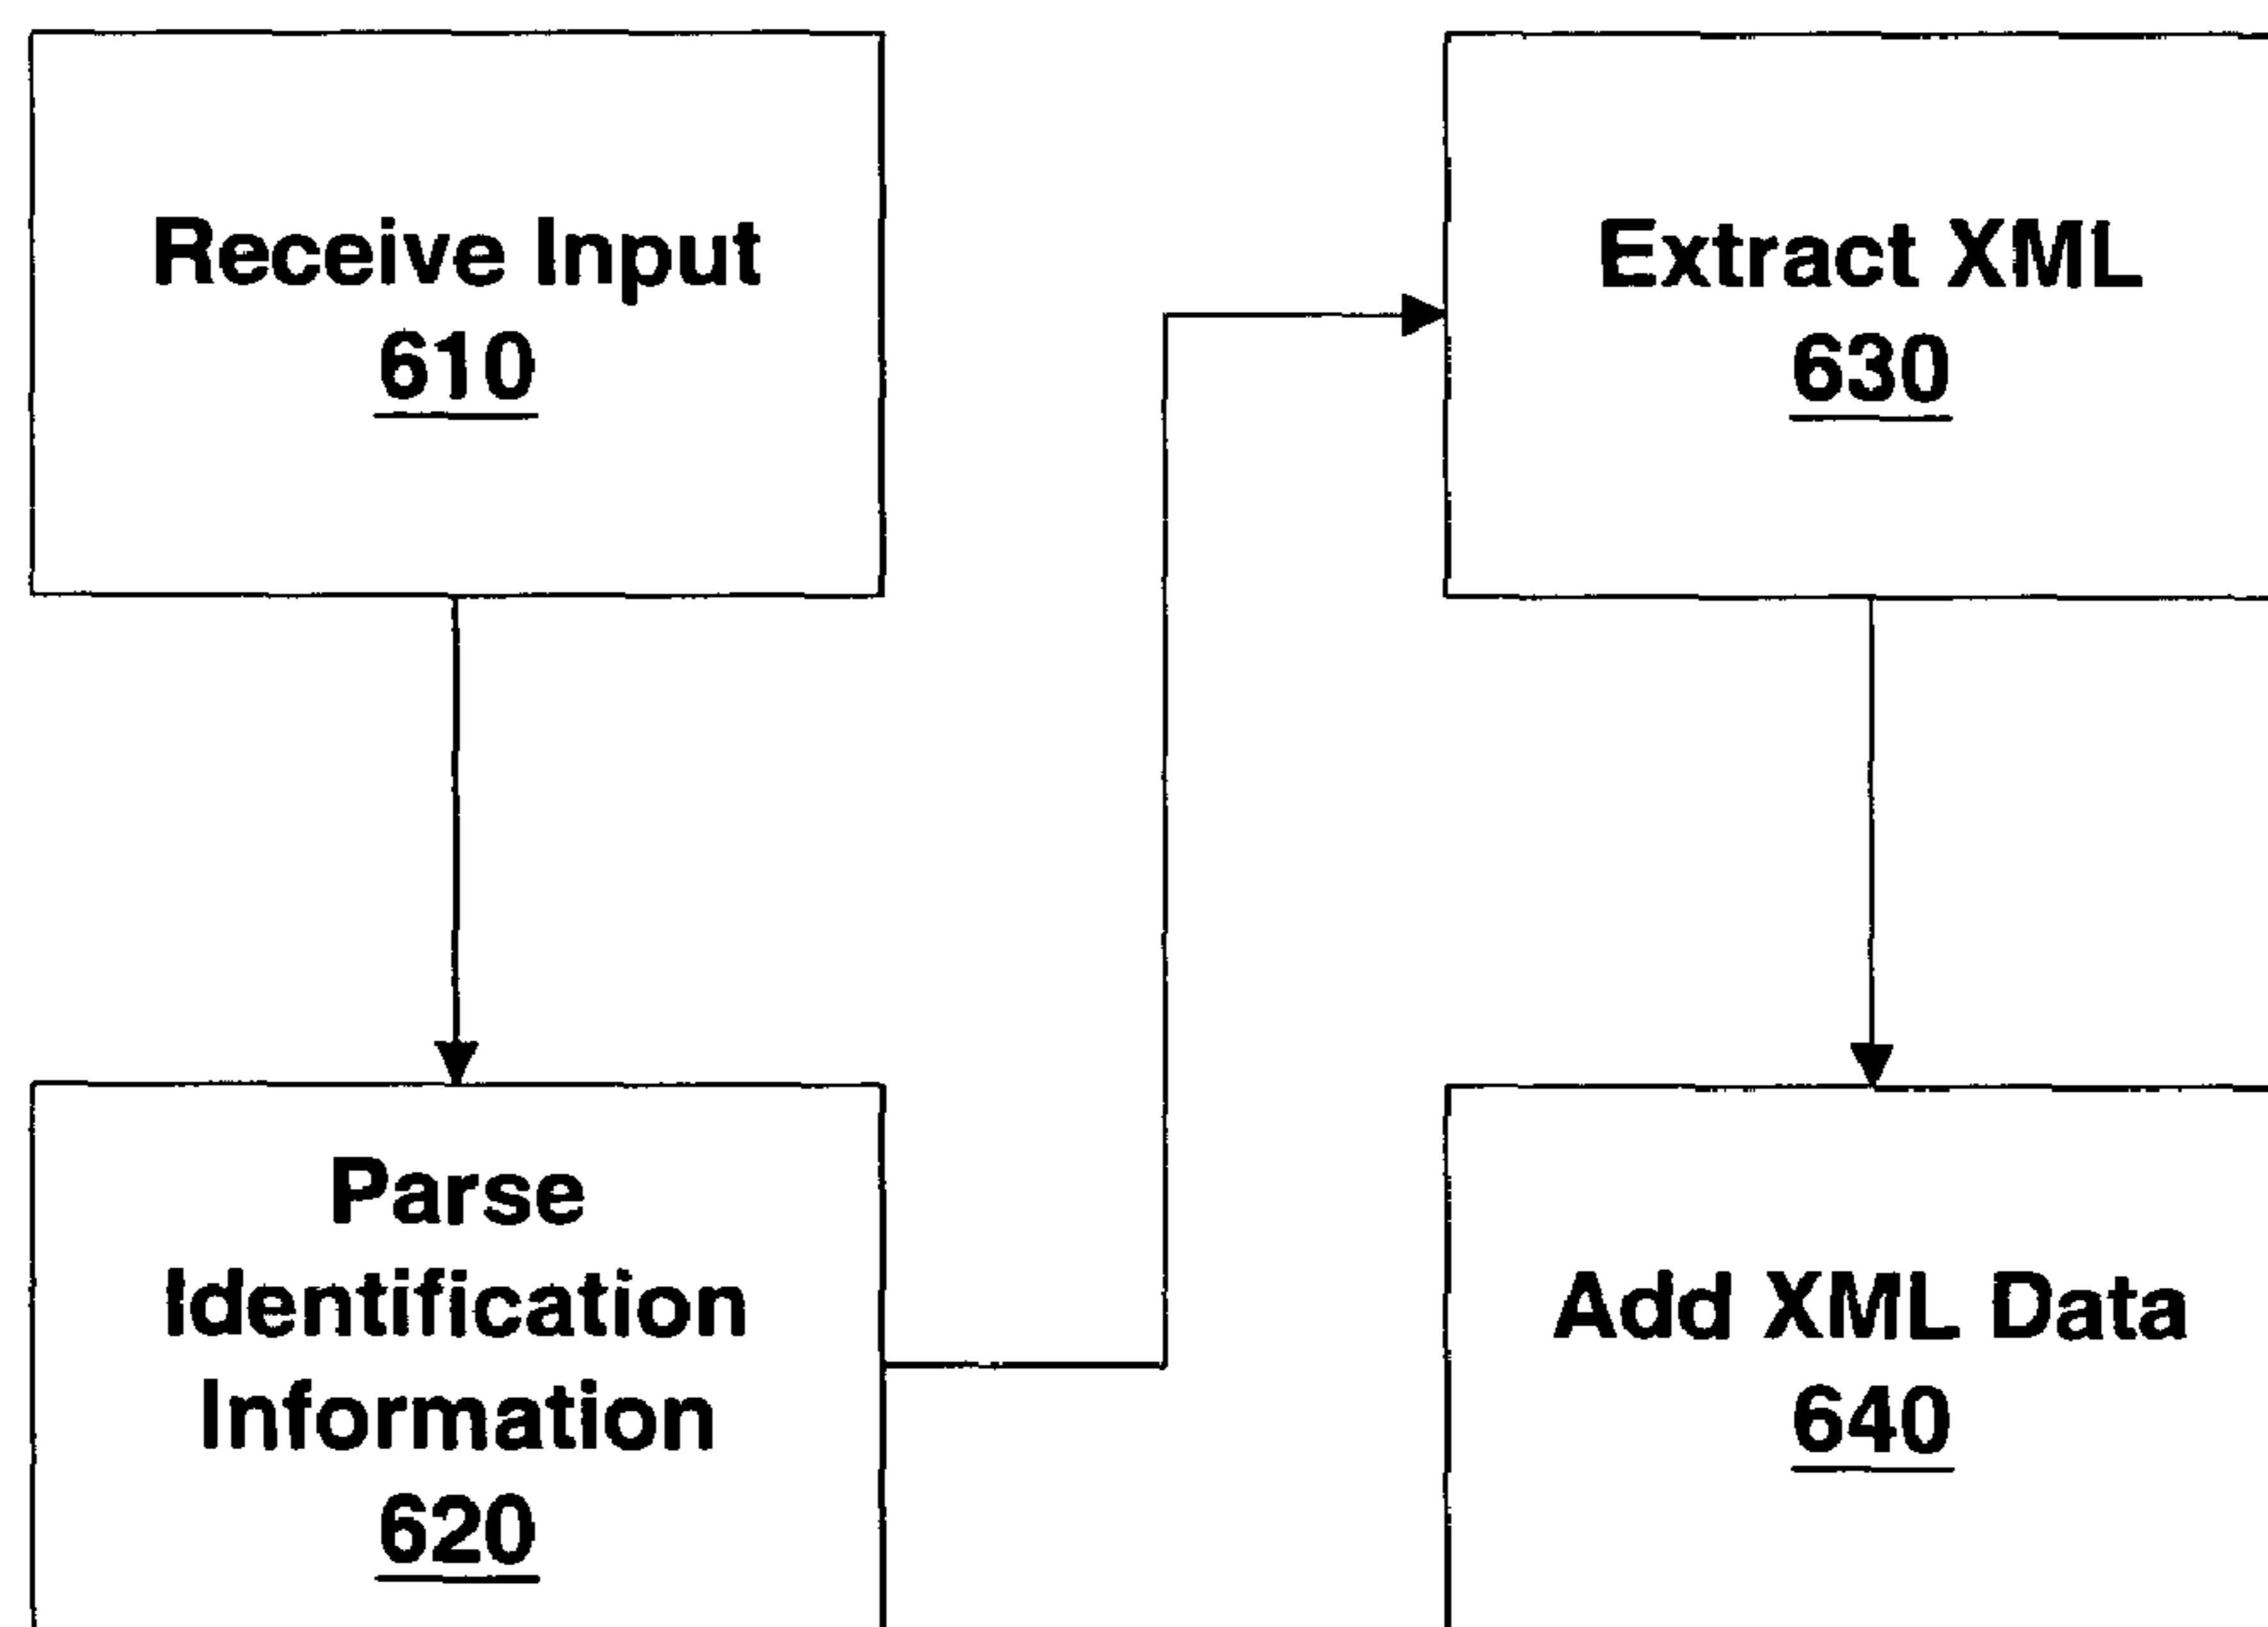 Receive Input
610
Parse
Identification
Information
620
Extract XML
630
Add XML Data
640